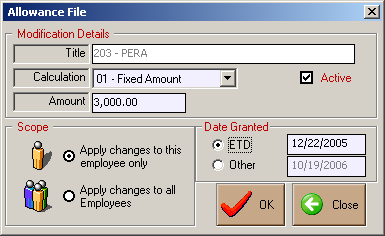 Allowance File
Modification Details
Title 203 - PERA
Calculation 01 - Fixed Amount Active
Amount 3,000.00
Scope
Apply changes to this
employee only
Apply changes to all
Employees
Date Granted
ETD 12/22/2005
Other 10/19/2006
OK Close